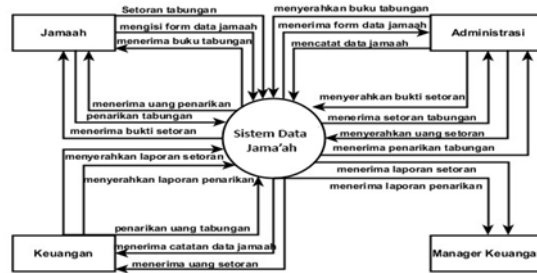 Jamaah
Setoran tabungan
mengisi form data jamaah
menerima buku tabungan
menyerahkan buku tabungan
menerima form data jamaah
mencatat data jamaah
Administrasi
menerima uang penarikan
penarikan tabungan
menerima bukti setoran
Sistem Data
Jama'ah
menyerahkan bukti setoran
menerima setoran tabungan
menyerahkan uang setoran
menerima penarikan tabungan
menyerahkan laporan setoran
menyerahkan laporan penarikan
menerima laporan setoran
menerima laporan penarikan
penarikan uang tabungan
menerima catatan data jamaah
menerima uang setoran
Keuangan
Manager Keuangan